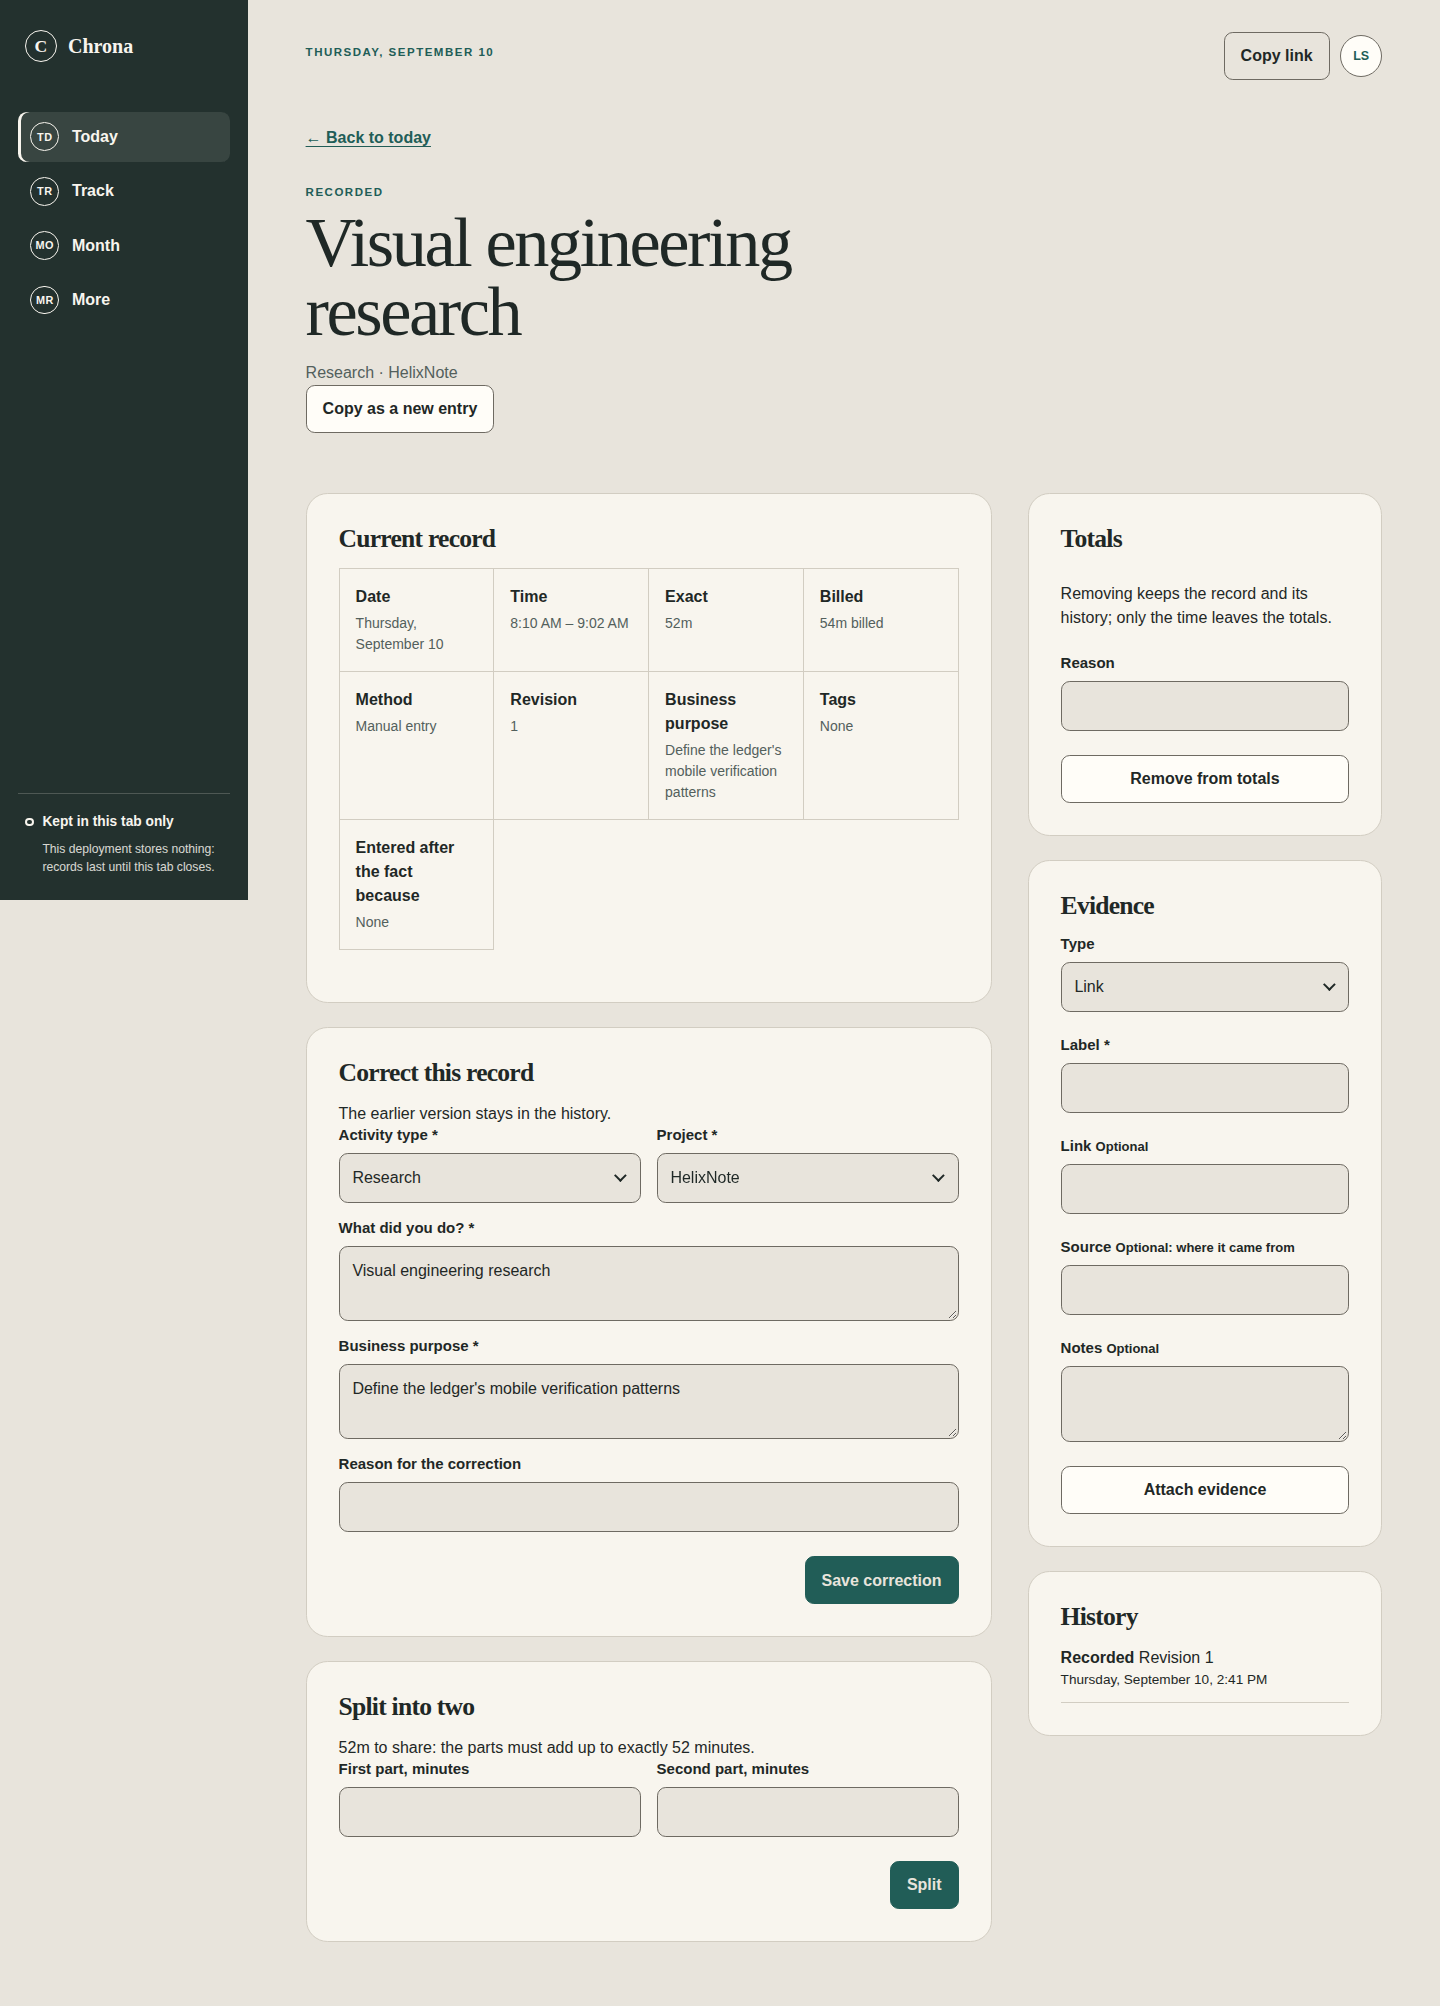 C Chrona
TD Today
TR Track
MO Month
MR More
Kept in this tab only
This deployment stores nothing:
records last until this tab closes.
THURSDAY, SEPTEMBER 10
Copy link
LS
← Back to today
RECORDED
Visual engineering
research
Research · HelixNote
Copy as a new entry
Current record
Date
Thursday,
September 10
Time
8:10 AM – 9:02 AM
Exact
52m
Billed
54m billed
Method
Manual entry
Revision
1
Business
purpose
Define the ledger's
mobile verification
patterns
Tags
None
Entered after
the fact
because
None
Correct this record
The earlier version stays in the history.
Activity type *
Research
Project *
HelixNote
What did you do? *
Visual engineering research
Business purpose *
Define the ledger's mobile verification patterns
Reason for the correction
Save correction
Split into two
52m to share: the parts must add up to exactly 52 minutes.
First part, minutes
Second part, minutes
Split
Totals
Removing keeps the record and its
history; only the time leaves the totals.
Reason
Remove from totals
Evidence
Type
Link
Label *
Link Optional
Source Optional: where it came from
Notes Optional
Attach evidence
History
Recorded Revision 1
Thursday, September 10, 2:41 PM